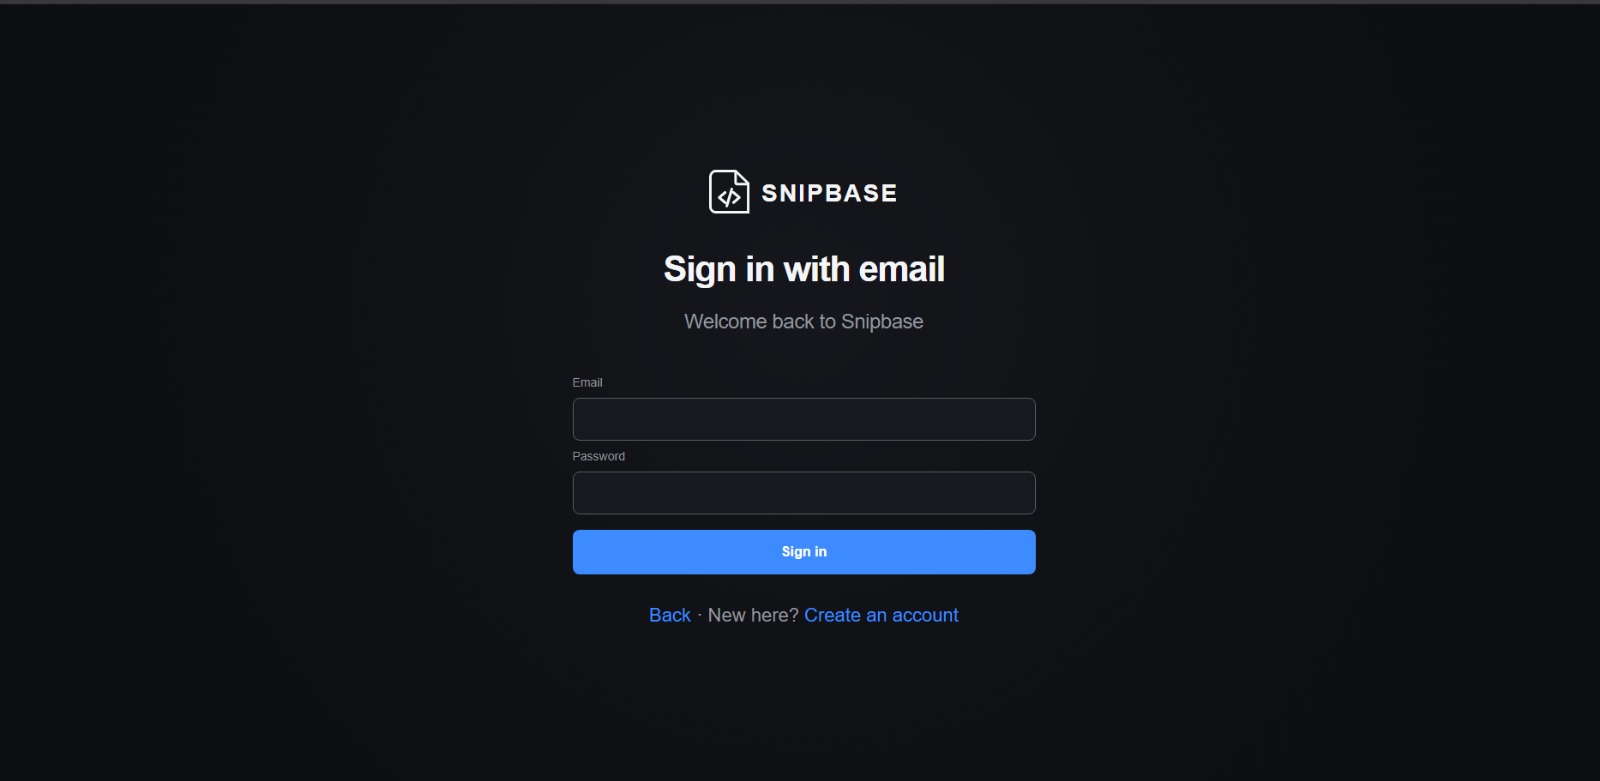 </> SNIPBASE
Sign in with email
Welcome back to Snipbase
Email
Password
Sign in
Back · New here? Create an account